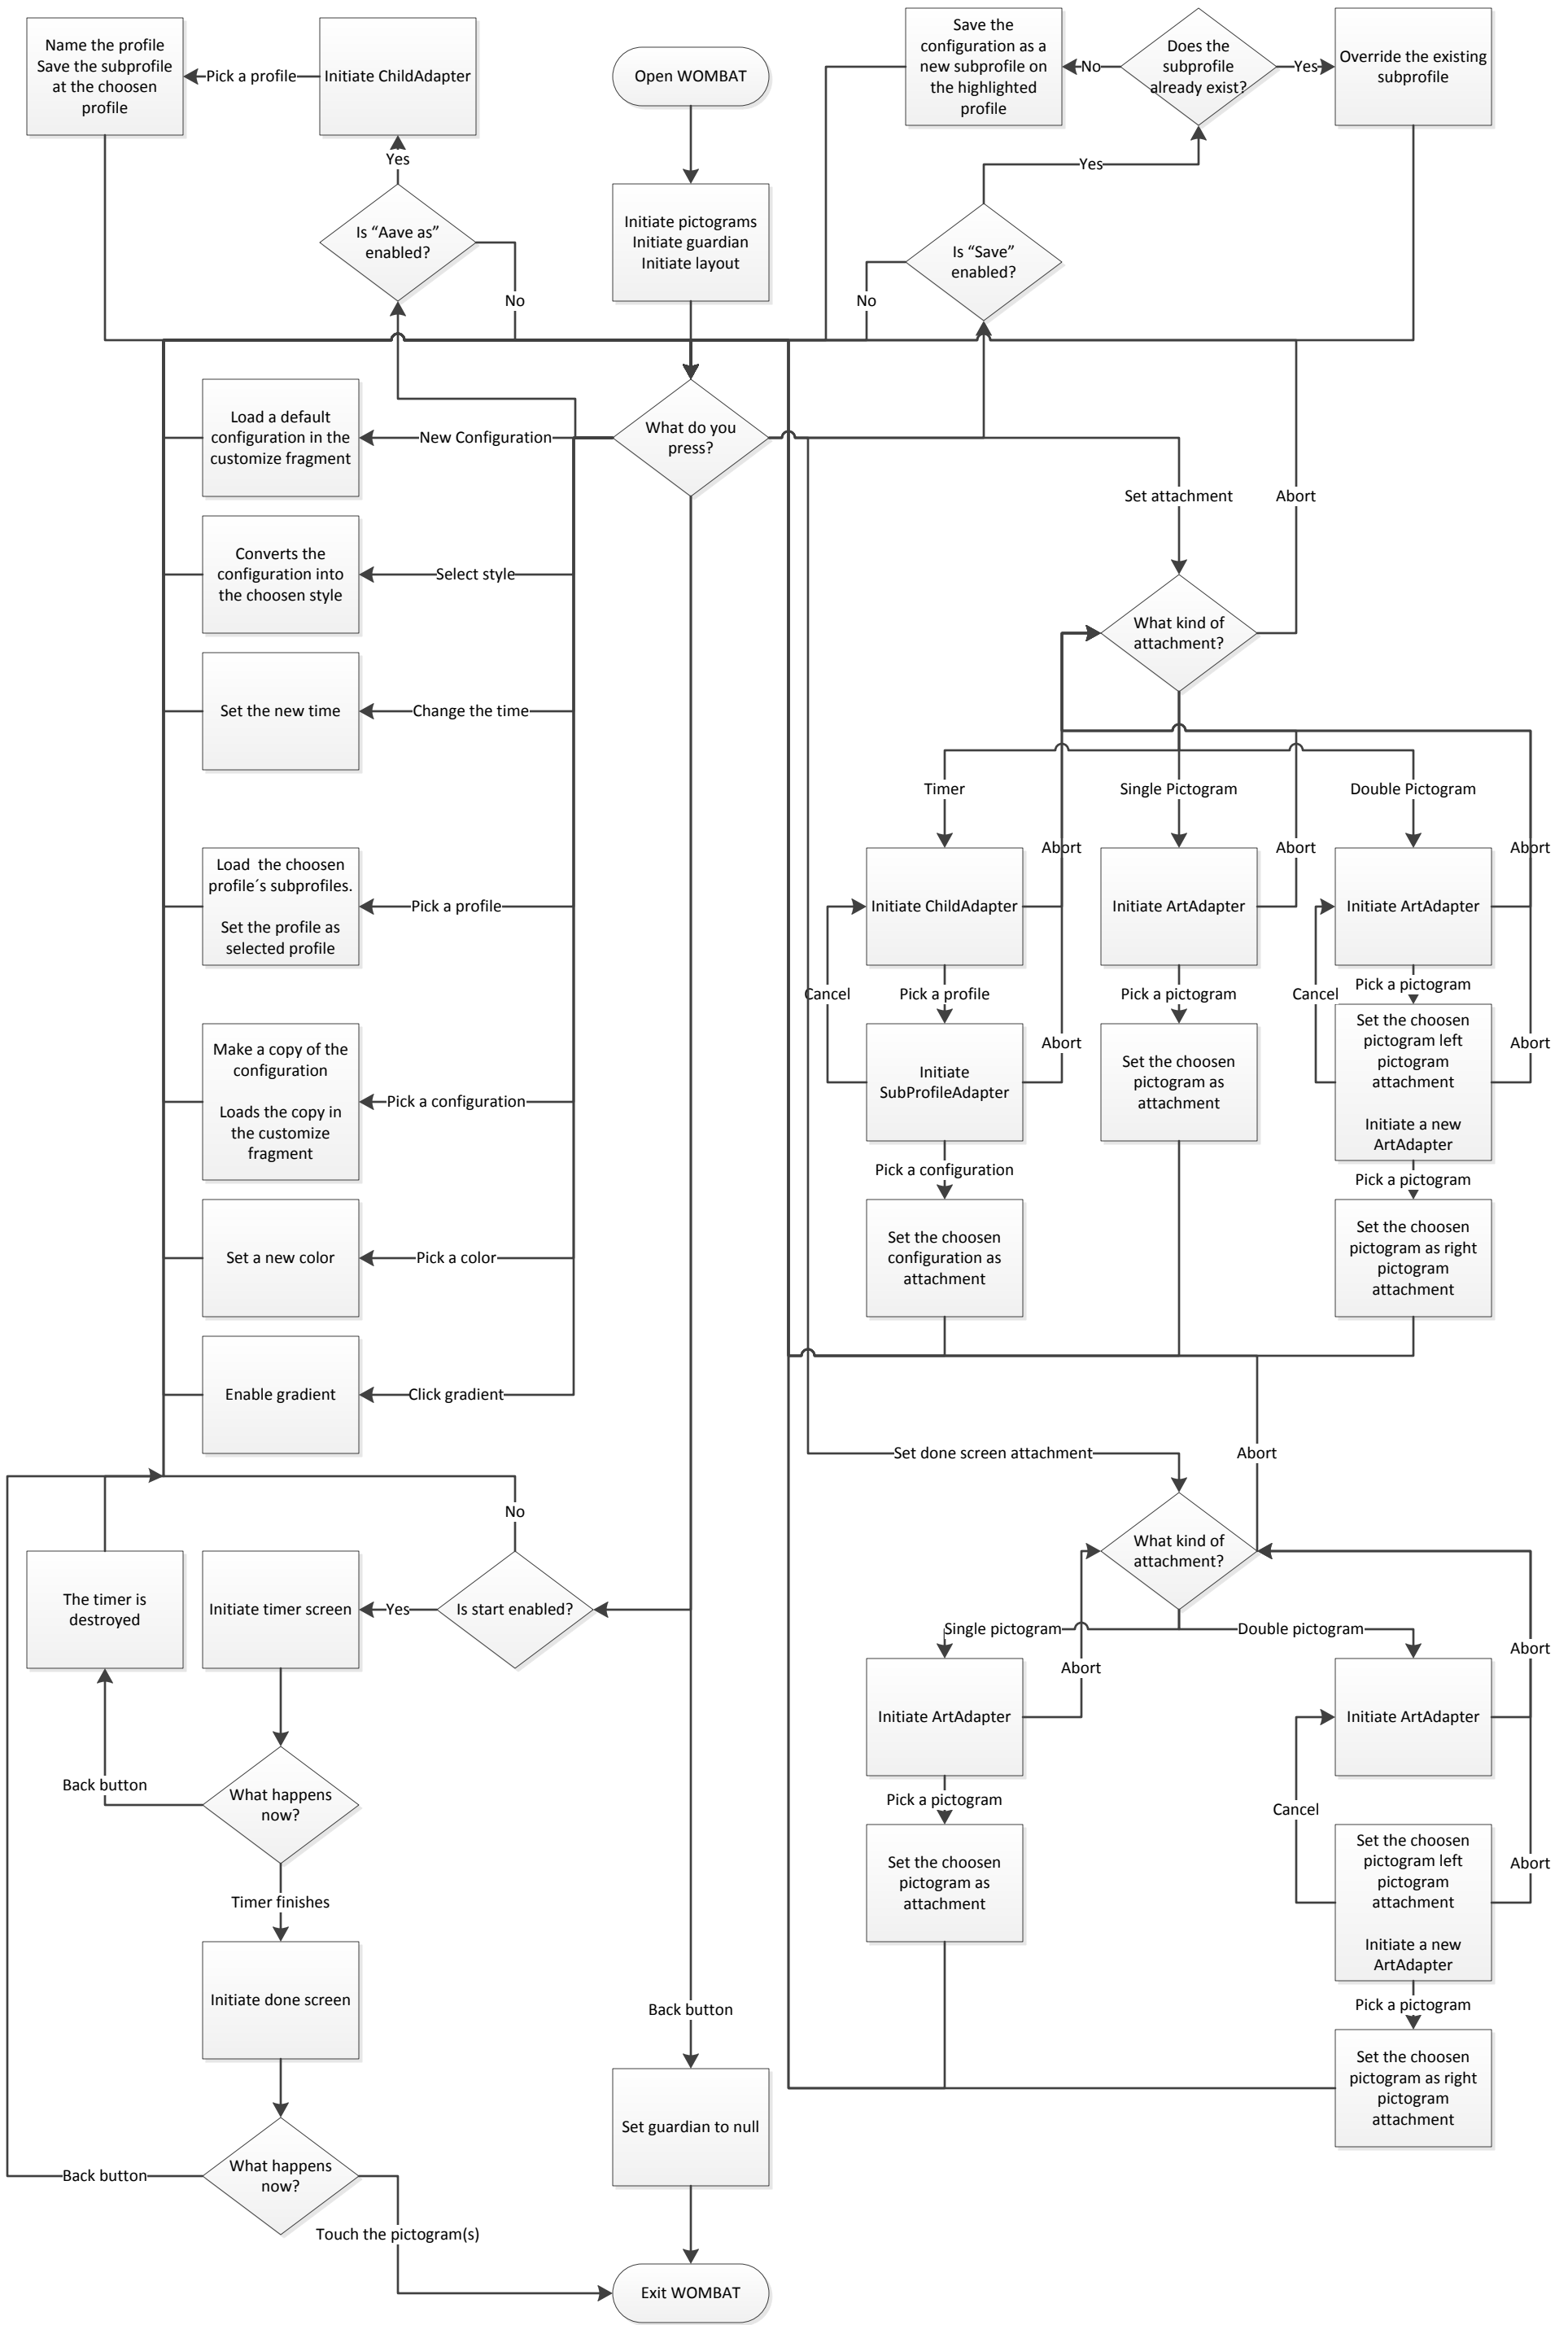 Name the profile
Save the subprofile
at the choosen
profile
Pick a profile
Initiate ChildAdapter
Yes
Is “Aave as”
enabled?
No
Open WOMBAT
Initiate pictograms
Initiate guardian
Initiate layout
Save the
configuration as a
new subprofile on
the highlighted
profile
No
Does the
subprofile
already exist?
Yes
Override the existing
subprofile
Yes
Is “Save”
enabled?
No
What do you
press?
Load a default
configuration in the
customize fragment
New Configuration
Converts the
configuration into
the choosen style
Select style
Set the new time
Change the time
Load  the choosen
profile´s subprofiles.
Set the profile as
selected profile
Pick a profile
Make a copy of the
configuration
Loads the copy in
the customize
fragment
Pick a configuration
Set a new color
Pick a color
Enable gradient
Click gradient
Set attachment
Abort
What kind of
attachment?
Timer
Single Pictogram
Double Pictogram
Abort
Abort
Abort
Initiate ChildAdapter
Initiate ArtAdapter
Initiate ArtAdapter
Cancel
Pick a profile
Pick a pictogram
Cancel
Pick a pictogram
Initiate
SubProfileAdapter
Abort
Set the choosen
pictogram as
attachment
Set the choosen
pictogram left
pictogram
attachment
Initiate a new
ArtAdapter
Abort
Pick a configuration
Pick a pictogram
Set the choosen
configuration as
attachment
Set the choosen
pictogram as right
pictogram
attachment
Set done screen attachment
Abort
What kind of
attachment?
Single pictogram
Double pictogram
Abort
Abort
Initiate ArtAdapter
Initiate ArtAdapter
Pick a pictogram
Cancel
Set the choosen
pictogram as
attachment
Set the choosen
pictogram left
pictogram
attachment
Initiate a new
ArtAdapter
Abort
Pick a pictogram
Set the choosen
pictogram as right
pictogram
attachment
No
The timer is
destroyed
Initiate timer screen
Yes
Is start enabled?
Back button
What happens
now?
Timer finishes
Initiate done screen
Back button
What happens
now?
Touch the pictogram(s)
Back button
Set guardian to null
Exit WOMBAT